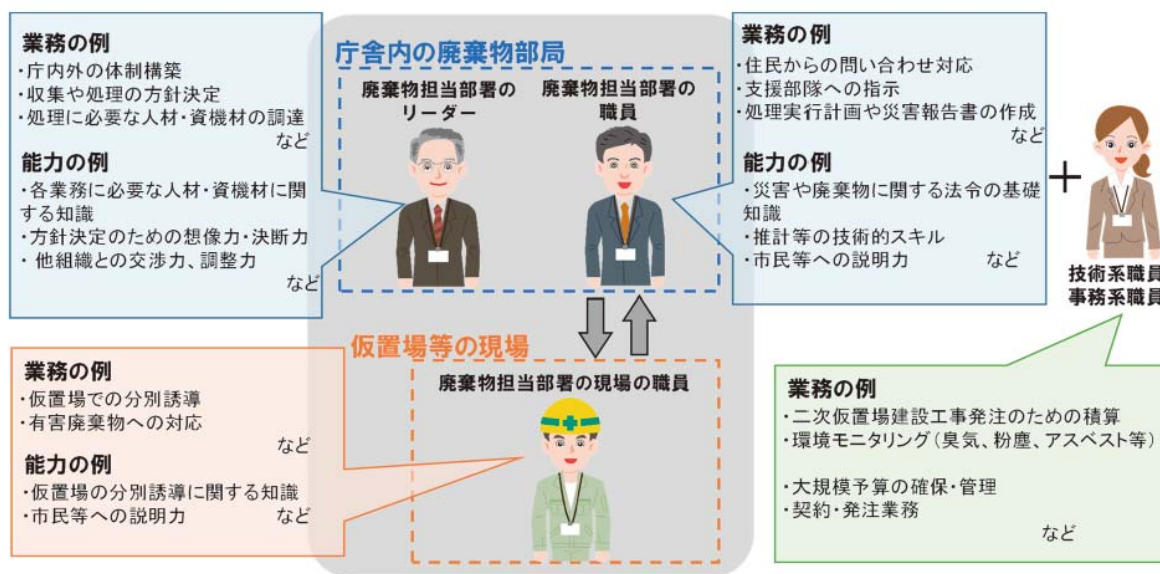 業務の例
・庁内外の体制構築
・収集や処理の方針決定
・処理に必要な人材・資機材の調達
など
能力の例
・各業務に必要な人材・資機材に関
する知識
・方針決定のための想像力・決断力
・他組織との交渉力、調整力
など
庁舎内の廃棄物部局
廃棄物担当部署の
リーダー
廃棄物担当部署の
職員
業務の例
・住民からの問い合わせ対応
・支援部隊への指示
・処理実行計画や災害報告書の作成
など
能力の例
・災害や廃棄物に関する法令の基礎
知識
・推計等の技術的スキル
・市民等への説明力 など
+
技術系職員
事務系職員
業務の例
・仮置場での分別誘導
・有害廃棄物への対応
など
能力の例
・仮置場の分別誘導に関する知識
・市民等への説明力 など
仮置場等の現場
廃棄物担当部署の現場の職員
業務の例
・二次仮置場建設工事発注のための積算
・環境モニタリング(臭気、粉塵、アスベスト等)
・大規模予算の確保・管理
・契約・発注業務
など